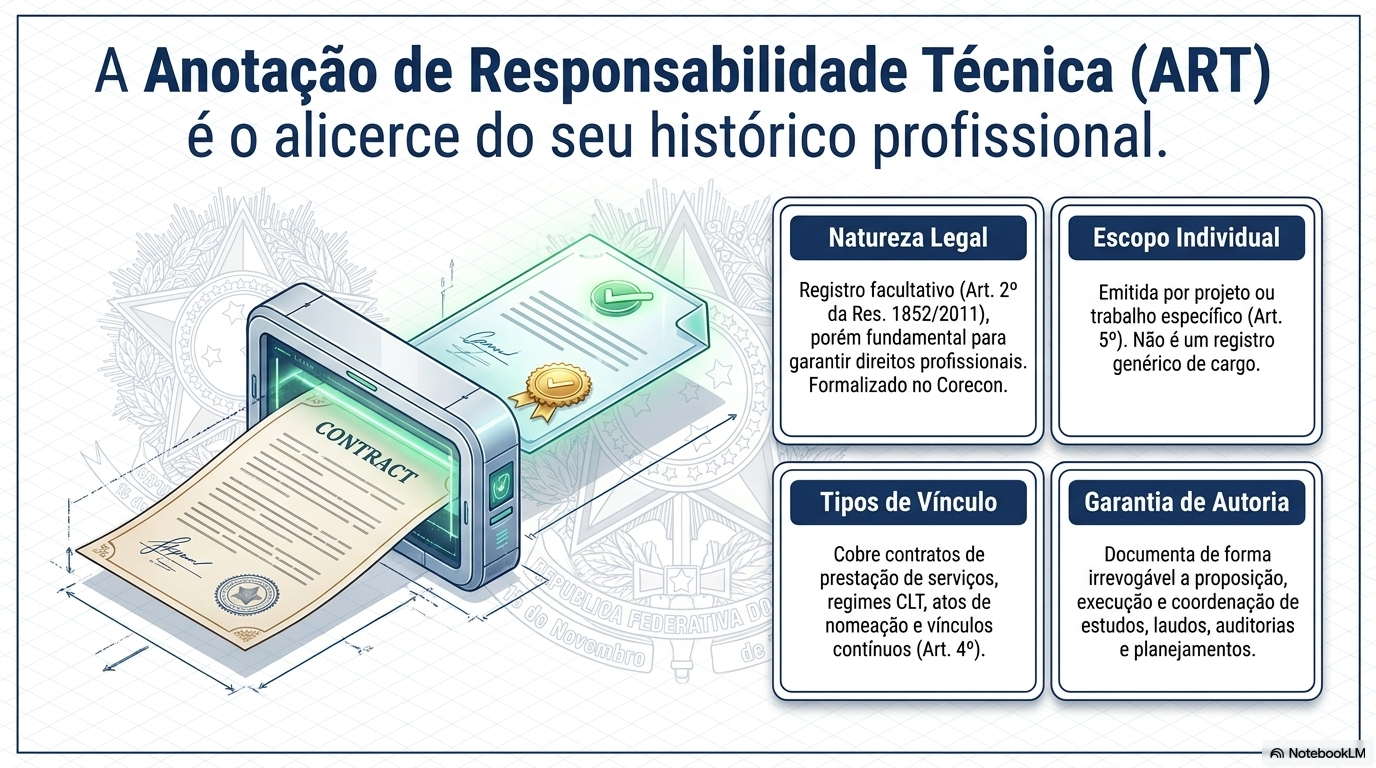 A Anotação de Responsabilidade Técnica (ART)
é o alicerce do seu histórico profissional.
CONTRACT
Natureza Legal
Registro facultativo (Art. 2º
da Res. 1852/2011),
porém fundamental para
garantir direitos profissionais.
Formalizado no Corecon.
Escopo Individual
Emitida por projeto ou
trabalho específico (Art.
5º). Não é um registro
genérico de cargo.
Tipos de Vínculo
Cobre contratos de
prestação de serviços,
regimes CLT, atos de
nomeação e vínculos
contínuos (Art. 4º).
Garantia de Autoria
Documenta de forma
irrevogável a proposição,
execução e coordenação de
estudos, laudos, auditorias
e planejamentos.
REPÚBLICA FEDERATIVA DO
15 do Novembro
de
NotebookLM